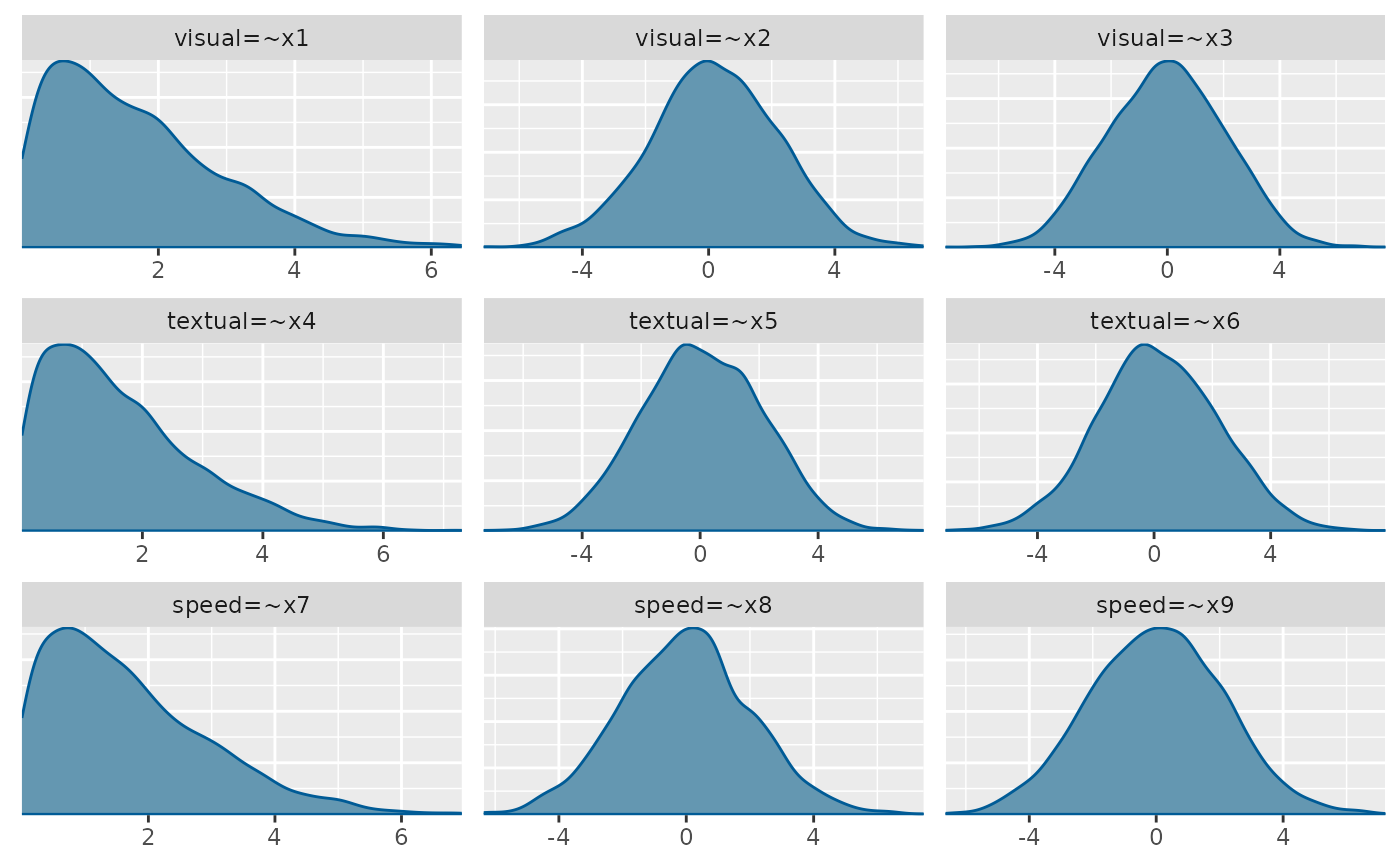 visual=~x1 visual=~x2 visual=~x3
2 4 6 -4 0 4 -4 0 4
textual=~x4 textual=~x5 textual=~x6
2 4 6 -4 0 4 -4 0 4
speed=~x7 speed=~x8 speed=~x9
2 4 6 -4 0 4 -4 0 4